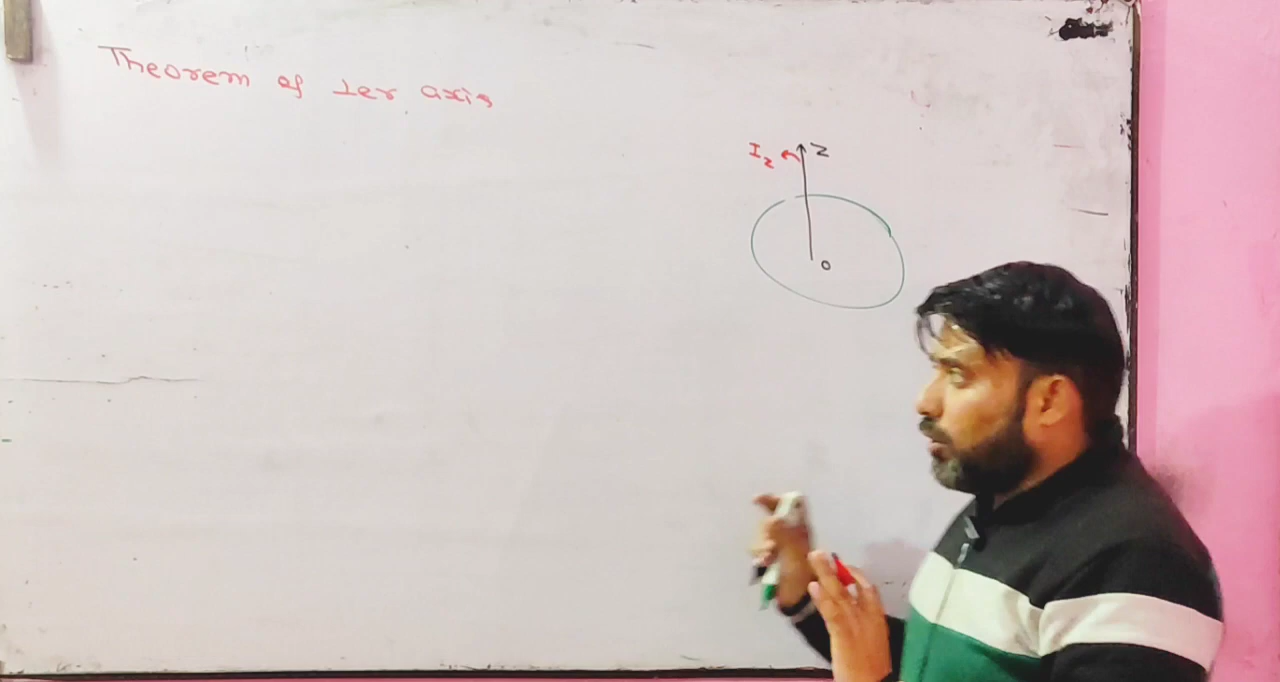 Theorem of ⊥er axis
I_z Z
O